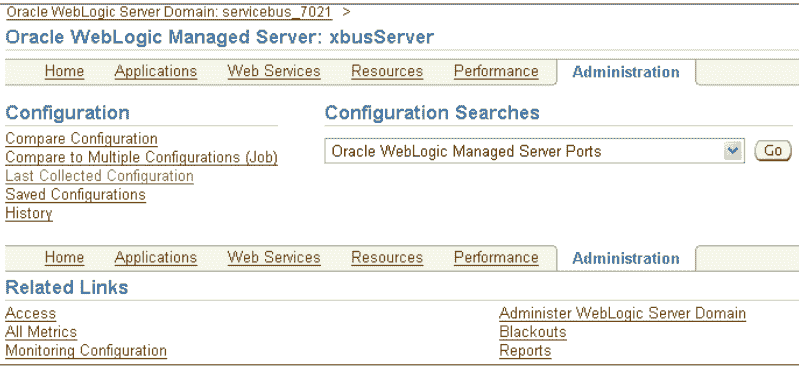 Oracle WebLogic Server Domain: servicebus_7021 >
Oracle WebLogic Managed Server: xbusServer
Home Applications Web Services Resources Performance Administration
Configuration Configuration Searches
Compare Configuration
Oracle WebLogic Managed Server Ports Go
Compare to Multiple Configurations (Job)
Last Collected Configuration
Saved Configurations
History
Home Applications Web Services Resources Performance Administration
Related Links
Access Administer WebLogic Server Domain
All Metrics Blackouts
Monitoring Configuration Reports